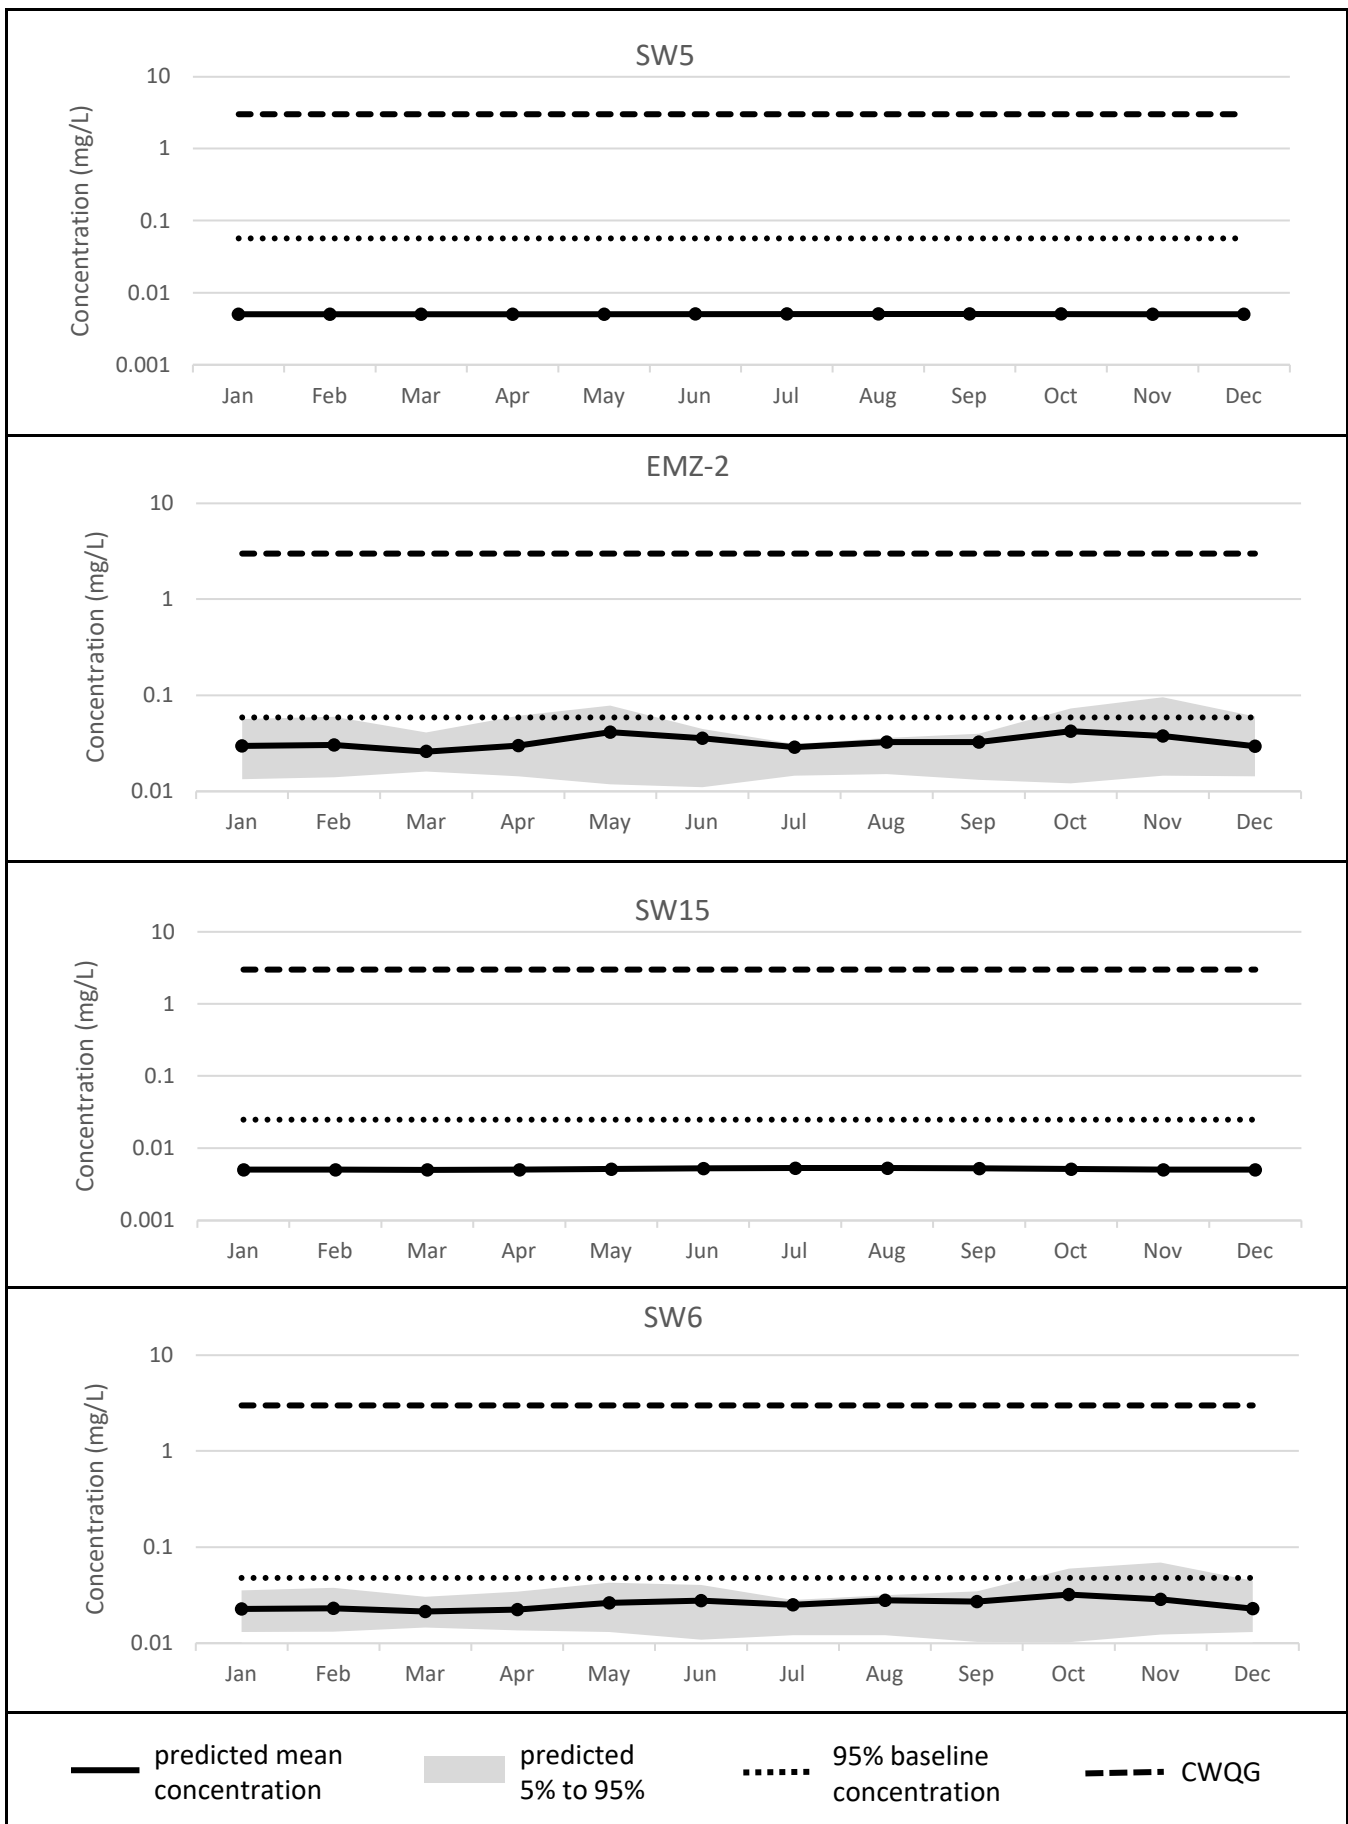 SW5
10
1
0.1
0.01
0.001
Concentration (mg/L)
Jan Feb Mar Apr May Jun Jul Aug Sep Oct Nov Dec
EMZ-2
10
1
0.1
0.01
Concentration (mg/L)
Jan Feb Mar Apr May Jun Jul Aug Sep Oct Nov Dec
SW15
10
1
0.1
0.01
0.001
Concentration (mg/L)
Jan Feb Mar Apr May Jun Jul Aug Sep Oct Nov Dec
SW6
10
1
0.1
0.01
Concentration (mg/L)
Jan Feb Mar Apr May Jun Jul Aug Sep Oct Nov Dec
predicted mean
concentration
predicted
5% to 95%
95% baseline
concentration
CWQG